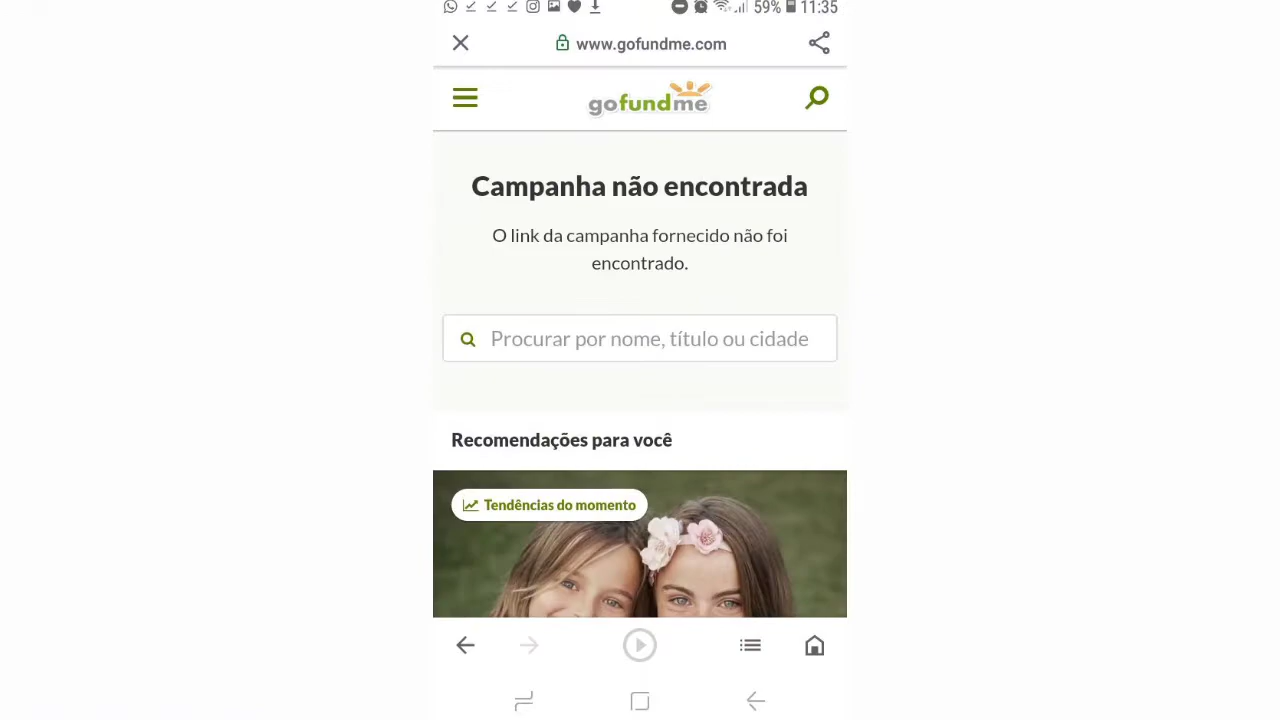 59% 11:35
www.gofundme.com
gofundme
Campanha não encontrada
O link da campanha fornecido não foi
encontrado.
Procurar por nome, título ou cidade
Recomendações para você
Tendências do momento